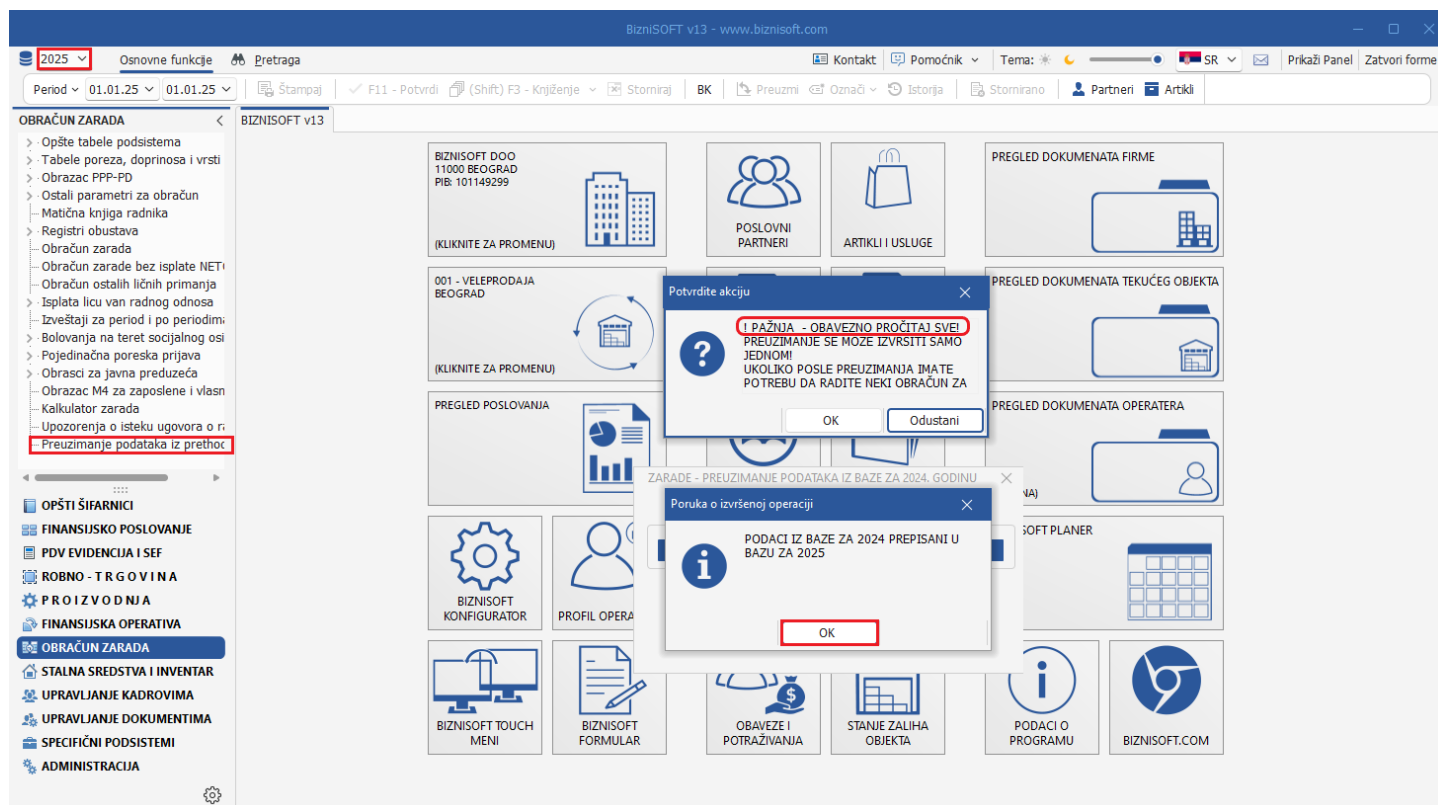 BizniSOFT v13 - www.biznisoft.com
2025
Osnovne funkcije
Pretraga
Kontakt
Pomoćnik
Tema:
SR
Prikaži Panel
Zatvori forme
Period
01.01.25
01.01.25
Štampaj
F11 - Potvrdi
(Shift) F3 - Knjiženje
Storniraj
BK
Preuzmi
Označi
Istorija
Stornirano
Partneri
Artikli
OBRAČUN ZARADA
BIZNISOFT v13
Opšte tabele podsistema
Tabele poreza, doprinosa i vrsti
Obrazac PPP-PD
Ostali parametri za obračun
Matična knjiga radnika
Registri obustava
Obračun zarada
Obračun zarade bez isplate NET
Obračun ostalih ličnih primanja
Isplata licu van radnog odnosa
Izveštaji za period i po periodima
Bolovanja na teret socijalnog osi
Pojedinačna poreska prijava
Obrasci za javna preduzeća
Obrazac M4 za zaposlene i vlasn
Kalkulator zarada
Upozorenja o isteku ugovora o ra
Preuzimanje podataka iz prethod
OPŠTI ŠIFARNICI
FINANSIJSKO POSLOVANJE
PDV EVIDENCIJA I SEF
ROBNO - T R G O V I N A
P R O I Z V O D NJ A
FINANSIJSKA OPERATIVA
OBRAČUN ZARADA
STALNA SREDSTVA I INVENTAR
UPRAVLJANJE KADROVIMA
UPRAVLJANJE DOKUMENTIMA
SPECIFIČNI PODSISTEMI
ADMINISTRACIJA
BIZNISOFT DOO
11000 BEOGRAD
PIB: 101149299
(KLIKNITE ZA PROMENU)
POSLOVNI
PARTNERI
ARTIKLI I USLUGE
PREGLED DOKUMENATA FIRME
001 - VELEPRODAJA
BEOGRAD
(KLIKNITE ZA PROMENU)
PREGLED DOKUMENATA TEKUĆEG OBJEKTA
Potvrdite akciju
! PAŽNJA - OBAVEZNO PROČITAJ SVE!
PREUZIMANJE SE MOŽE IZVRŠITI SAMO
JEDNOM!
UKOLIKO POSLE PREUZIMANJA IMATE
POTREBU DA RADITE NEKI OBRAČUN ZA
OK
Odustani
PREGLED POSLOVANJA
PREGLED DOKUMENATA OPERATERA
NA)
ZARADE - PREUZIMANJE PODATAKA IZ BAZE ZA 2024. GODINU
Poruka o izvršenoj operaciji
PODACI IZ BAZE ZA 2024 PREPISANI U
BAZU ZA 2025
OK
BIZNISOFT
KONFIGURATOR
PROFIL OPERA
SOFT PLANER
BIZNISOFT TOUCH
MENI
BIZNISOFT
FORMULAR
OBAVEZE I
POTRAŽIVANJA
STANJE ZALIHA
OBJEKTA
PODACI O
PROGRAMU
BIZNISOFT.COM